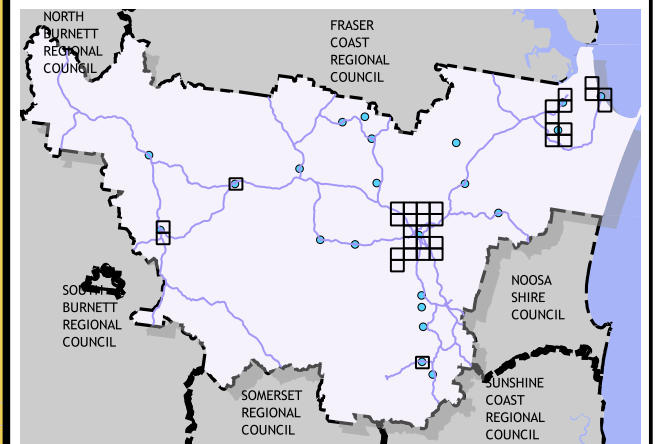 NORTH
BURNETT
REGIONAL
COUNCIL
FRASER
COAST
REGIONAL
COUNCIL
NOOSA
SHIRE
COUNCIL
SOUTH
BURNETT
REGIONAL
COUNCIL
SOMERSET
REGIONAL
COUNCIL
SUNSHINE
COAST
REGIONAL
COUNCIL